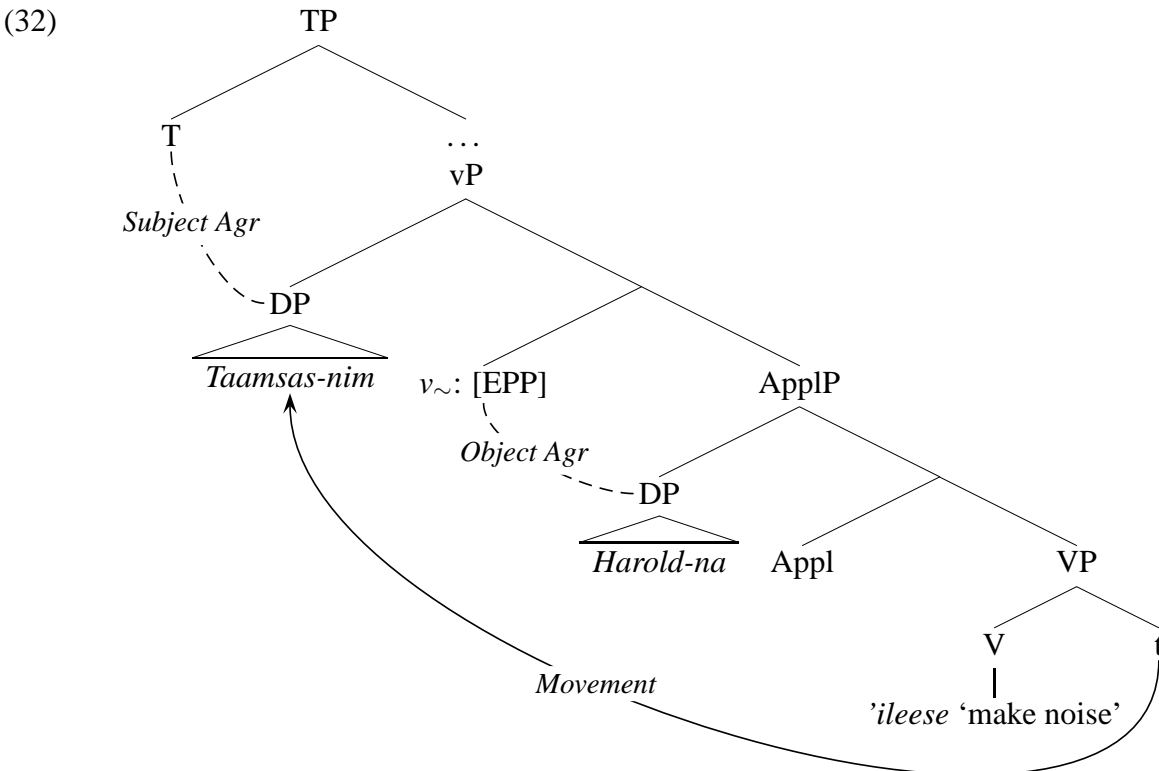 (32)
TP
T
. . .
vP
Subject Agr
DP
Taamsas-nim
v∼: [EPP]
ApplP
Object Agr
DP
Harold-na
Appl
VP
V
t
Movement
’ileese ‘make noise’